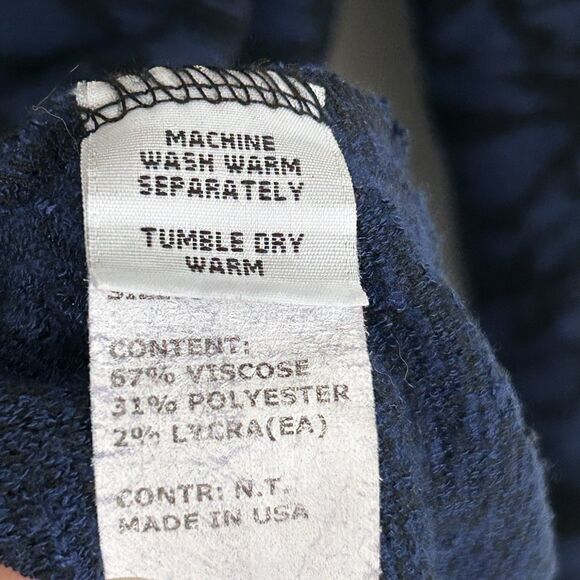 MACHINE
WASH WARM
SEPARATELY
TUMBLE DRY
WARM
CONTENT:
67% VISCOSE
31% POLYESTER
2% LYCRA(EA)
CONTR: N.T.
MADE IN USA